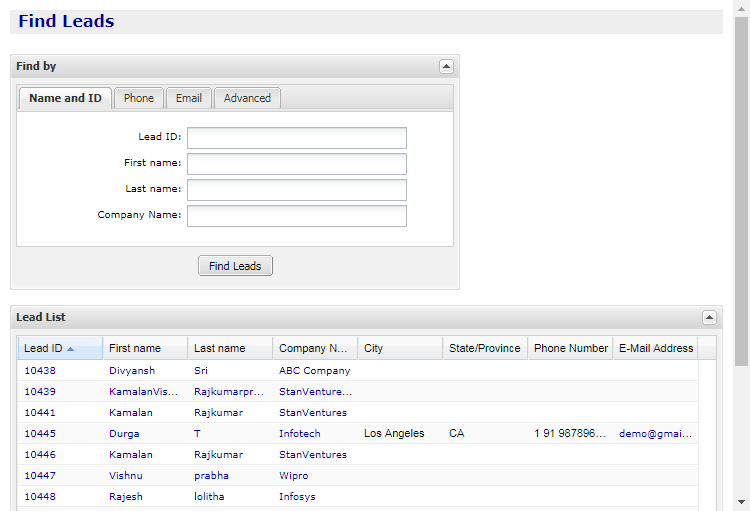 Find Leads
Find by
Name and ID Phone Email Advanced
Lead ID:
First name:
Last name:
Company Name:
Find Leads
Lead List
Lead ID First name Last name Company N... City State/Province Phone Number E-Mail Address
10438 Divyansh Sri ABC Company
10439 KamalanVis... Rajkumarpr... StanVenture...
10441 Kamalan Rajkumar StanVentures
10445 Durga T Infotech Los Angeles CA 1 91 987896... demo@gmai...
10446 Kamalan Rajkumar StanVentures
10447 Vishnu prabha Wipro
10448 Rajesh lolitha Infosys